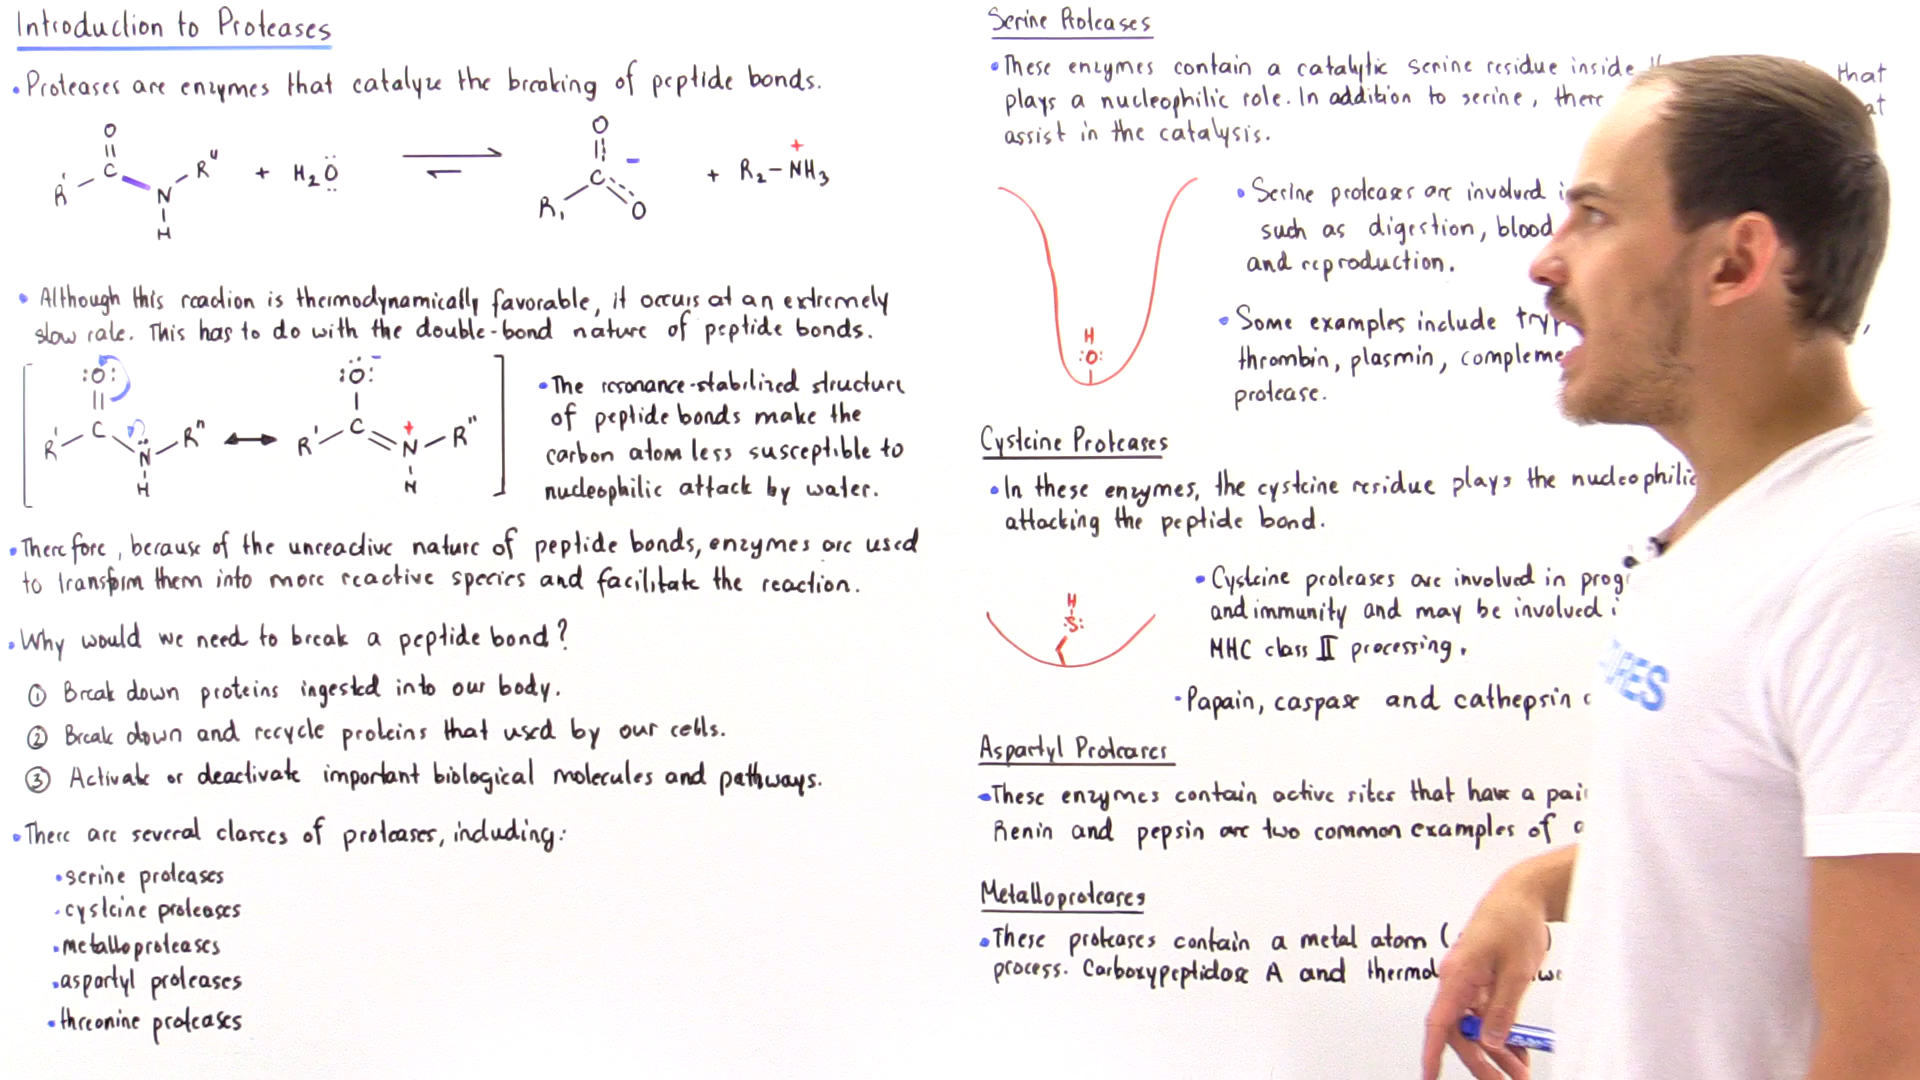 Introduction to Proteases
• Proteases are enzymes that catalyze the breaking of peptide bonds.
O
R' C N R" + H2O
H
O
R1 C O - + R2-NH3 +
• Although this reaction is thermodynamically favorable, it occurs at an extremely
slow rate. This has to do with the double-bond nature of peptide bonds.
:O:
R' C N R"
H
:O: -
R' C N + R"
H
• The resonance-stabilized structure
of peptide bonds make the
carbon atom less susceptible to
nucleophilic attack by water.
• Therefore, because of the unreactive nature of peptide bonds, enzymes are used
to transform them into more reactive species and facilitate the reaction.
• Why would we need to break a peptide bond?
① Break down proteins ingested into our body.
② Break down and recycle proteins that used by our cells.
③ Activate or deactivate important biological molecules and pathways.
• There are several classes of proteases, including:
• serine proteases
• cysteine proteases
• metalloproteases
• aspartyl proteases
• threonine proteases
Serine Proteases
• These enzymes contain a catalytic serine residue inside that
plays a nucleophilic role. In addition to serine, there
assist in the catalysis.
H
:O:
• Serine proteases are involved
such as digestion, blood
and reproduction.
• Some examples include
thrombin, plasmin,
protease.
Cysteine Proteases
• In these enzymes, the cysteine residue plays the
attacking the peptide bond.
H
:S:
• Cysteine proteases are involved in
and immunity and may be involved
MHC class II processing.
• Papain, caspase and cathepsin
Aspartyl Proteases
• These enzymes contain active sites that have a
Renin and pepsin are two common examples of
Metalloproteases
• These proteases contain a metal atom (
process. Carboxypeptidase A and